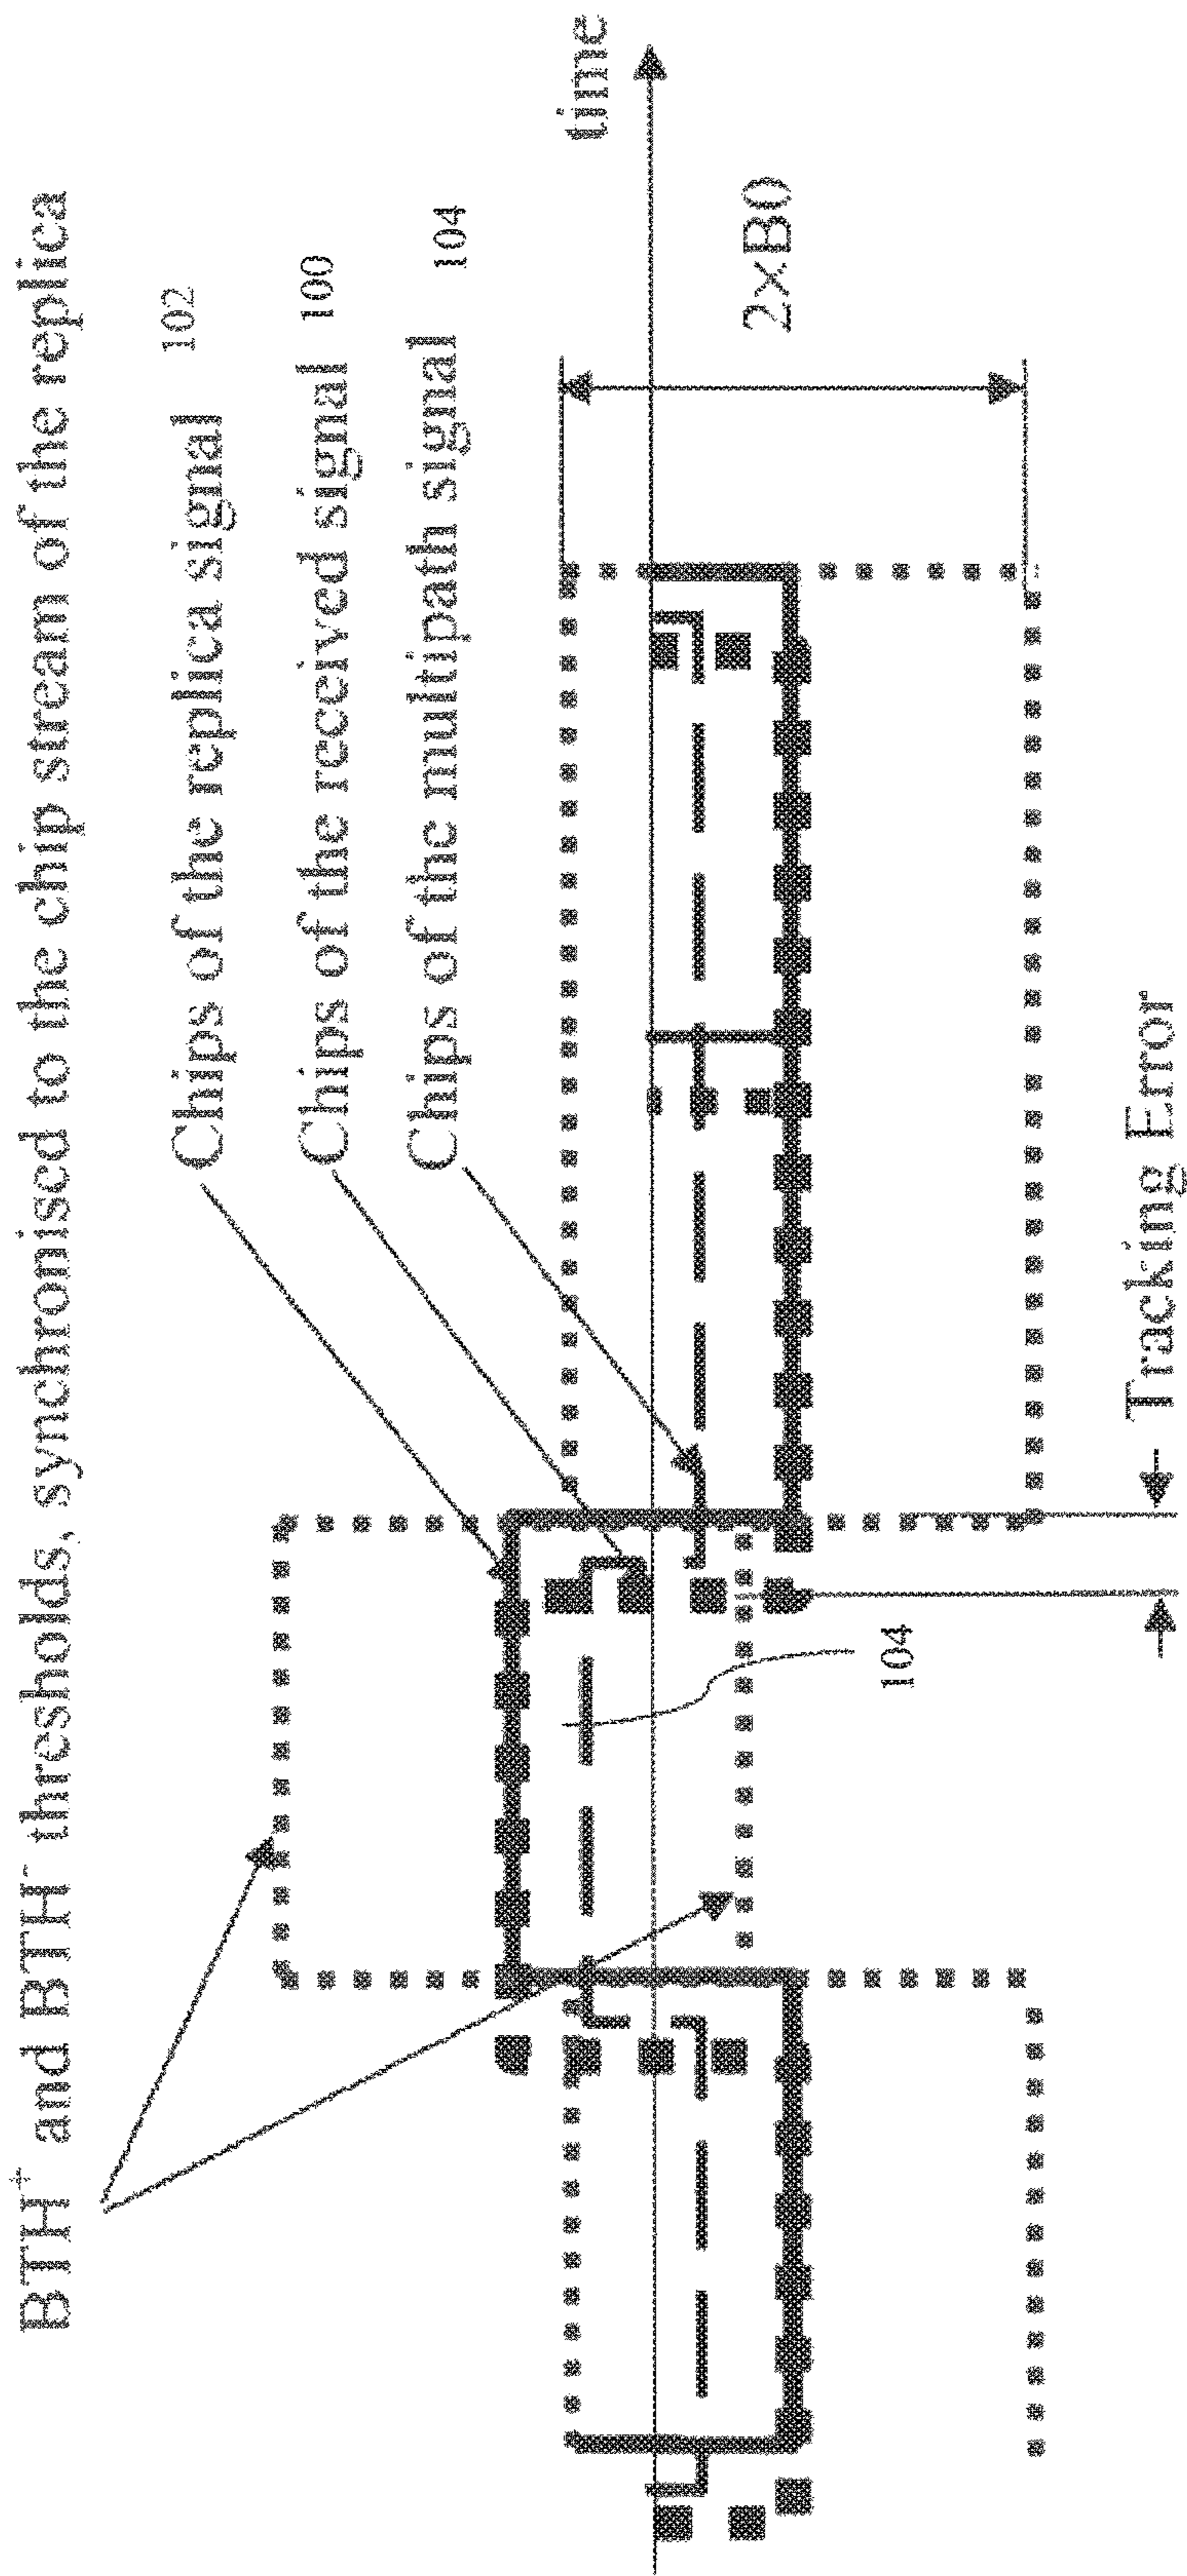 BTH⁺ and BTH⁻ thresholds, synchronised to the chip stream of the replica
Chips of the replica signal 102
Chips of the received signal 100
Chips of the multipath signal 104
time
2×B0
104
Tracking Error